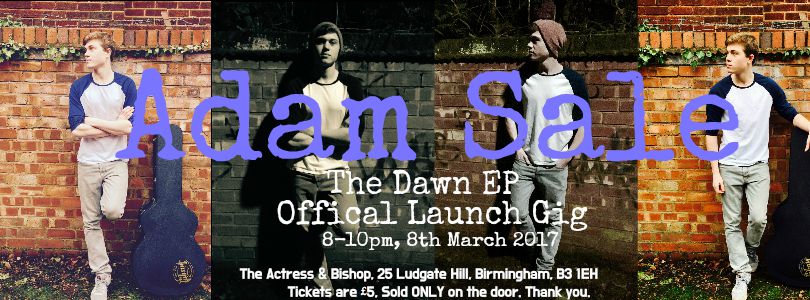 Adam Sale
The Dawn EP
Offical Launch Gig
8-10pm, 8th March 2017
The Actress & Bishop, 25 Ludgate Hill, Birmingham, B3 1EH
Tickets are £5, Sold ONLY on the door. Thank you.